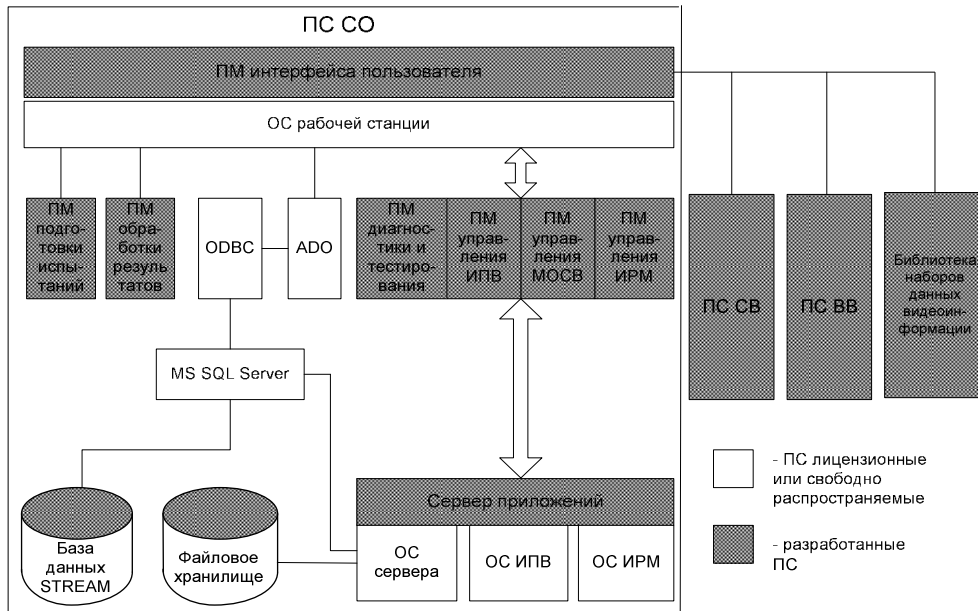 ПС СО
ПМ интерфейса пользователя
ОС рабочей станции
ПМ
подго-
товки
испы-
таний
ПМ
обра-
ботки
резуль-
татов
ODBC
ADO
ПМ
диагнос-
тики и
тестиро-
вания
ПМ
управ-
ления
ИПВ
ПМ
управ-
ления
МОСВ
ПМ
управ-
ления
ИРМ
ПС СВ
ПС ВВ
Библиотека
наборов
данных
видеоин-
формации
MS SQL Server
- ПС лицензионные
или свободно
распространяемые
- разработанные
ПС
База
данных
STREAM
Файловое
хранилище
Сервер приложений
ОС
сервера
ОС ИПВ
ОС ИРМ